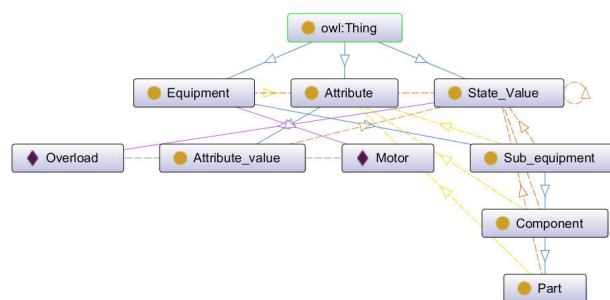 owl:Thing
Equipment
Attribute
State_Value
Overload
Attribute_value
Motor
Sub_equipment
Component
Part